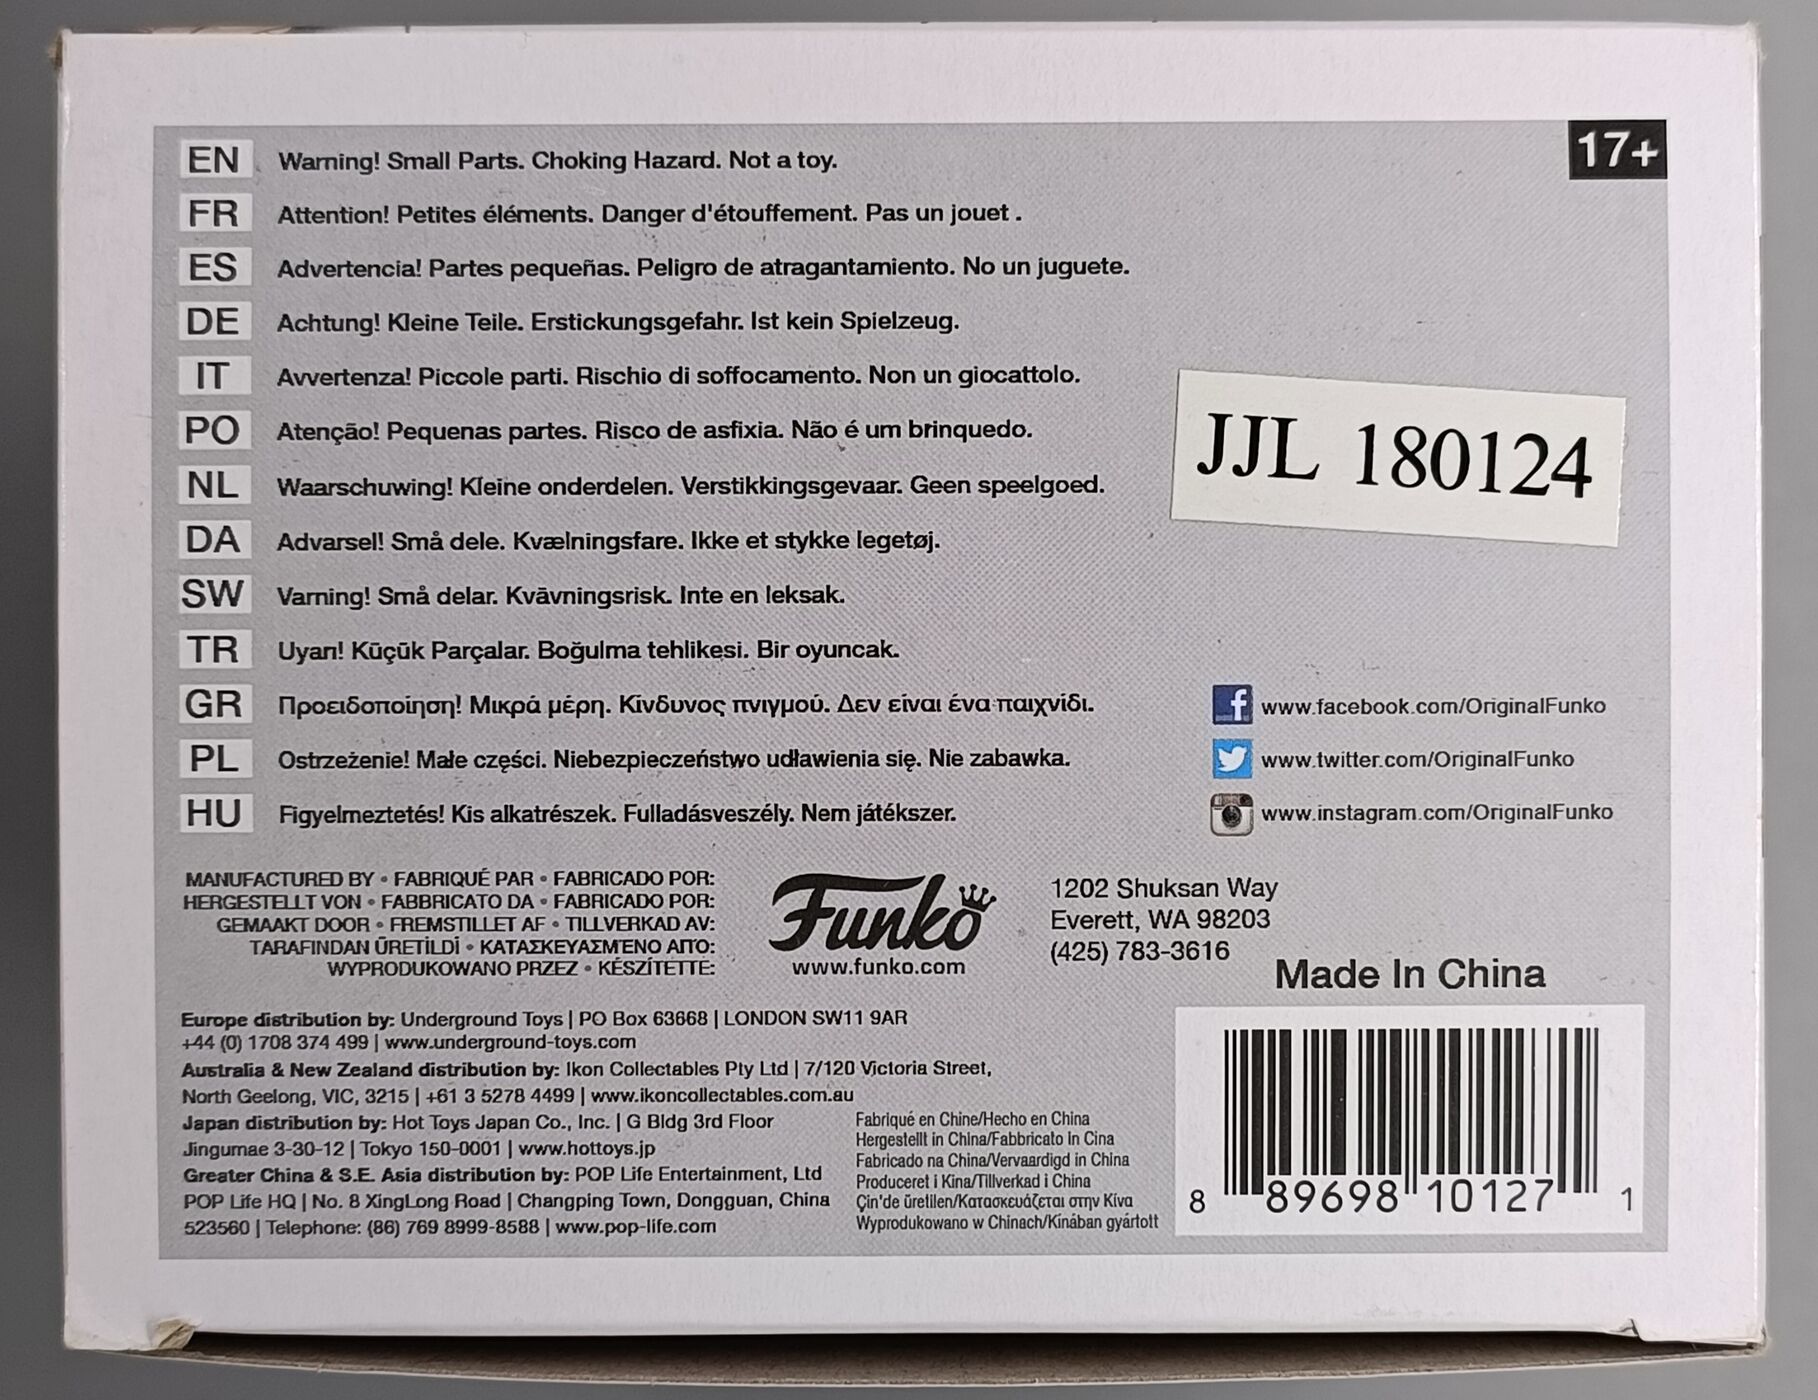 17+
EN Warning! Small Parts. Choking Hazard. Not a toy.
FR Attention! Petites éléments. Danger d'étouffement. Pas un jouet .
ES Advertencia! Partes pequeñas. Peligro de atragantamiento. No un juguete.
DE Achtung! Kleine Teile. Erstickungsgefahr. Ist kein Spielzeug.
IT Avvertenza! Piccole parti. Rischio di soffocamento. Non un giocattolo.
PO Atenção! Pequenas partes. Risco de asfixia. Não é um brinquedo.
JJL 180124
NL Waarschuwing! Kleine onderdelen. Verstikkingsgevaar. Geen speelgoed.
DA Advarsel! Små dele. Kvælningsfare. Ikke et stykke legetøj.
SW Varning! Små delar. Kvävningsrisk. Inte en leksak.
TR Uyarı! Küçük Parçalar. Boğulma tehlikesi. Bir oyuncak.
GR Προειδοποίηση! Μικρά μέρη. Κίνδυνος πνιγμού. Δεν είναι ένα παιχνίδι.
PL Ostrzeżenie! Małe części. Niebezpieczeństwo udławienia się. Nie zabawka.
HU Figyelmeztetés! Kis alkatrészek. Fulladásveszély. Nem játékszer.
www.facebook.com/OriginalFunko
www.twitter.com/OriginalFunko
www.instagram.com/OriginalFunko
MANUFACTURED BY • FABRIQUÉ PAR • FABRICADO POR:
HERGESTELLT VON • FABBRICATO DA • FABRICADO POR:
GEMAAKT DOOR • FREMSTILLET AF • TILLVERKAD AV:
TARAFINDAN ÜRETİLDİ • ΚΑΤΑΣΚΕΥΑΣΜΈΝΟ ΑΠΌ:
WYPRODUKOWANO PRZEZ • KÉSZÍTETTE:
Funko
www.funko.com
1202 Shuksan Way
Everett, WA 98203
(425) 783-3616
Made In China
Europe distribution by: Underground Toys | PO Box 63668 | LONDON SW11 9AR
+44 (0) 1708 374 499 | www.underground-toys.com
Australia & New Zealand distribution by: Ikon Collectables Pty Ltd | 7/120 Victoria Street,
North Geelong, VIC, 3215 | +61 3 5278 4499 | www.ikoncollectables.com.au
Japan distribution by: Hot Toys Japan Co., Inc. | G Bldg 3rd Floor
Jingumae 3-30-12 | Tokyo 150-0001 | www.hottoys.jp
Greater China & S.E. Asia distribution by: POP Life Entertainment, Ltd
POP Life HQ | No. 8 XingLong Road | Changping Town, Dongguan, China
523560 | Telephone: (86) 769 8999-8588 | www.pop-life.com
Fabriqué en Chine/Hecho en China
Hergestellt in China/Fabbricato In Cina
Fabricado na China/Vervaardigd in China
Produceret i Kina/Tillverkad i China
Çin'de üretilen/Κατασκευάζεται στην Κίνα
Wyprodukowano w Chinach/Kínában gyártott
8 89698 10127 1